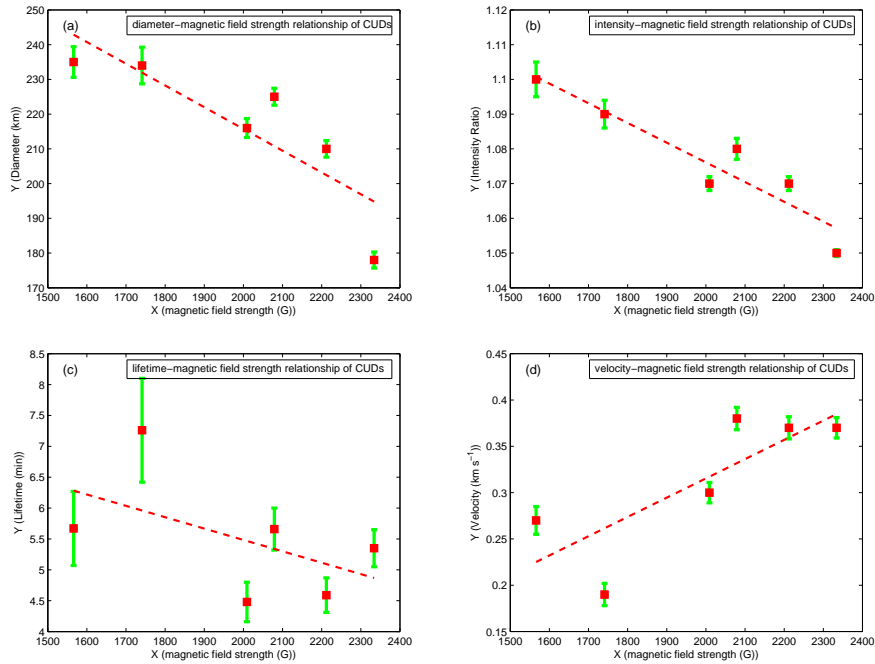 (a)
diameter−magnetic field strength relationship of CUDs
250
240
230
220
210
200
190
180
170
Y (Diameter (km))
1500 1600 1700 1800 1900 2000 2100 2200 2300 2400
X (magnetic field strength (G))
(b)
intensity−magnetic field strength relationship of CUDs
1.12
1.11
1.1
1.09
1.08
1.07
1.06
1.05
1.04
Y (Intensity Ratio)
1500 1600 1700 1800 1900 2000 2100 2200 2300 2400
X (magnetic field strength (G))
(c)
lifetime−magnetic field strength relationship of CUDs
8.5
8
7.5
7
6.5
6
5.5
5
4.5
4
Y (Lifetime (min))
1500 1600 1700 1800 1900 2000 2100 2200 2300 2400
X (magnetic field strength (G))
(d)
velocity−magnetic field strength relationship of CUDs
0.45
0.4
0.35
0.3
0.25
0.2
0.15
Y (Velocity (km s⁻¹))
1500 1600 1700 1800 1900 2000 2100 2200 2300 2400
X (magnetic field strength (G))